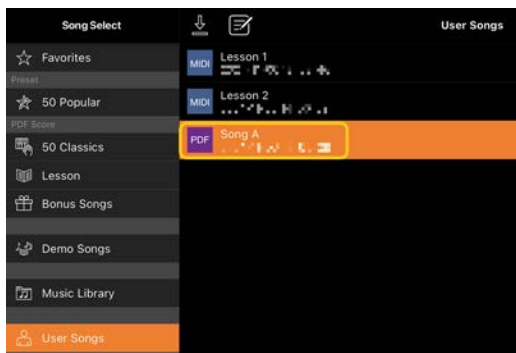 Song Select
User Songs
Favorites
Preset
50 Popular
PDF Score
50 Classics
Lesson
Bonus Songs
Demo Songs
Music Library
User Songs
MIDI
Lesson 1
MIDI
Lesson 2
PDF
Song A